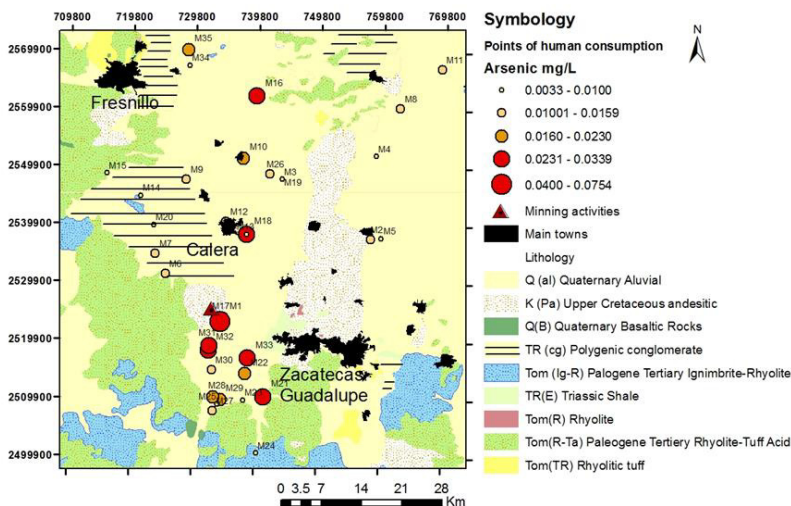 709800 719800 729800 739800 749800 759800 769800
2569900
2559900
2549900
2539900
2529900
2519900
2509900
2499900
M35
M34
M11
M16
Fresnillo
M8
M10
M4
M15
M9
M26
M3
M19
M14
M20
M12
M18
M2
M5
Calera
M7
M6
M17
M1
M31
M32
M33
M30
M22
Zacatecas
Guadalupe
M28
M29
M21
M27
M24
0 3.5 7 14 21 28
Km
Symbology
N
Points of human consumption
Arsenic mg/L
0.0033 - 0.0100
0.01001 - 0.0159
0.0160 - 0.0230
0.0231 - 0.0339
0.0400 - 0.0754
Minning activities
Main towns
Lithology
Q (al) Quaternary Aluvial
K (Pa) Upper Cretaceous andesitic
Q(B) Quaternary Basaltic Rocks
TR (cg) Polygenic conglomerate
Tom (Ig-R) Palogene Tertiary Ignimbrite-Rhyolite
TR(E) Triassic Shale
Tom(R) Rhyolite
Tom(R-Ta) Paleogene Tertiery Rhyolite-Tuff Acid
Tom(TR) Rhyolitic tuff